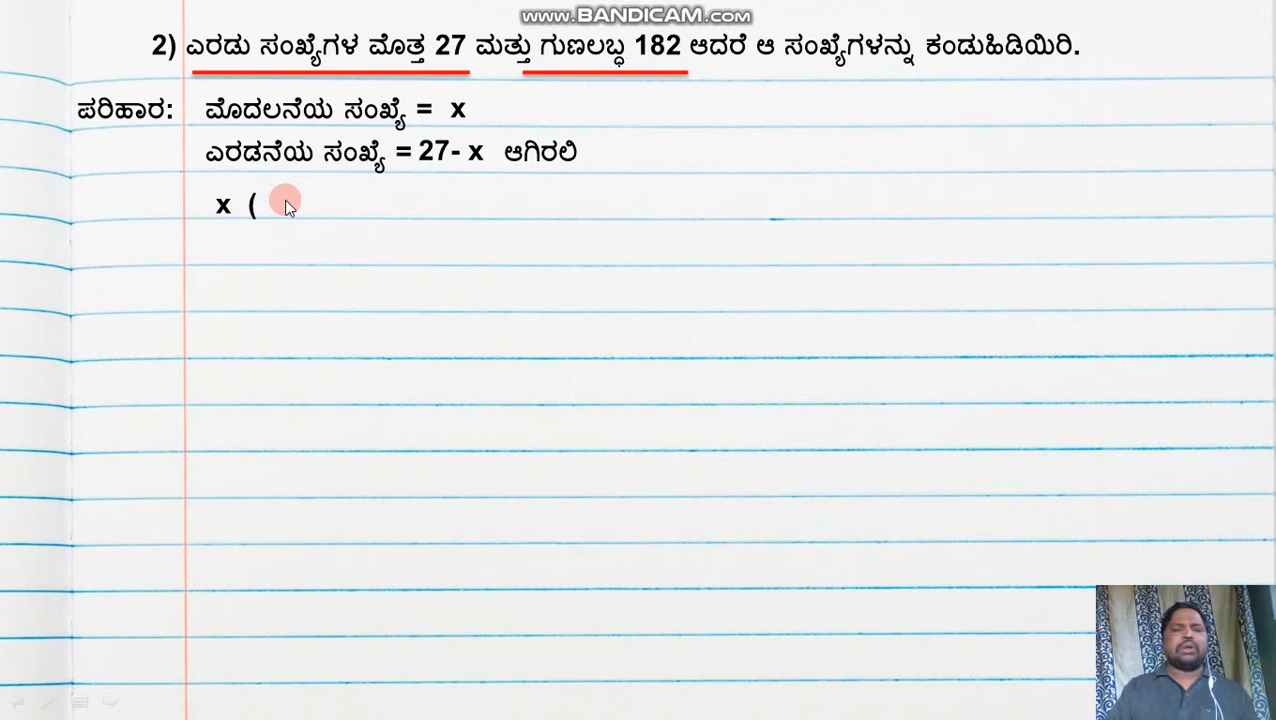 www.BANDICAM.com
2) ಎರಡು ಸಂಖ್ಯೆಗಳ ಮೊತ್ತ 27 ಮತ್ತು ಗುಣಲಬ್ಧ 182 ಆದರೆ ಆ ಸಂಖ್ಯೆಗಳನ್ನು ಕಂಡುಹಿಡಿಯಿರಿ.
ಪರಿಹಾರ: ಮೊದಲನೆಯ ಸಂಖ್ಯೆ = x
ಎರಡನೆಯ ಸಂಖ್ಯೆ = 27- x ಆಗಿರಲಿ
x (